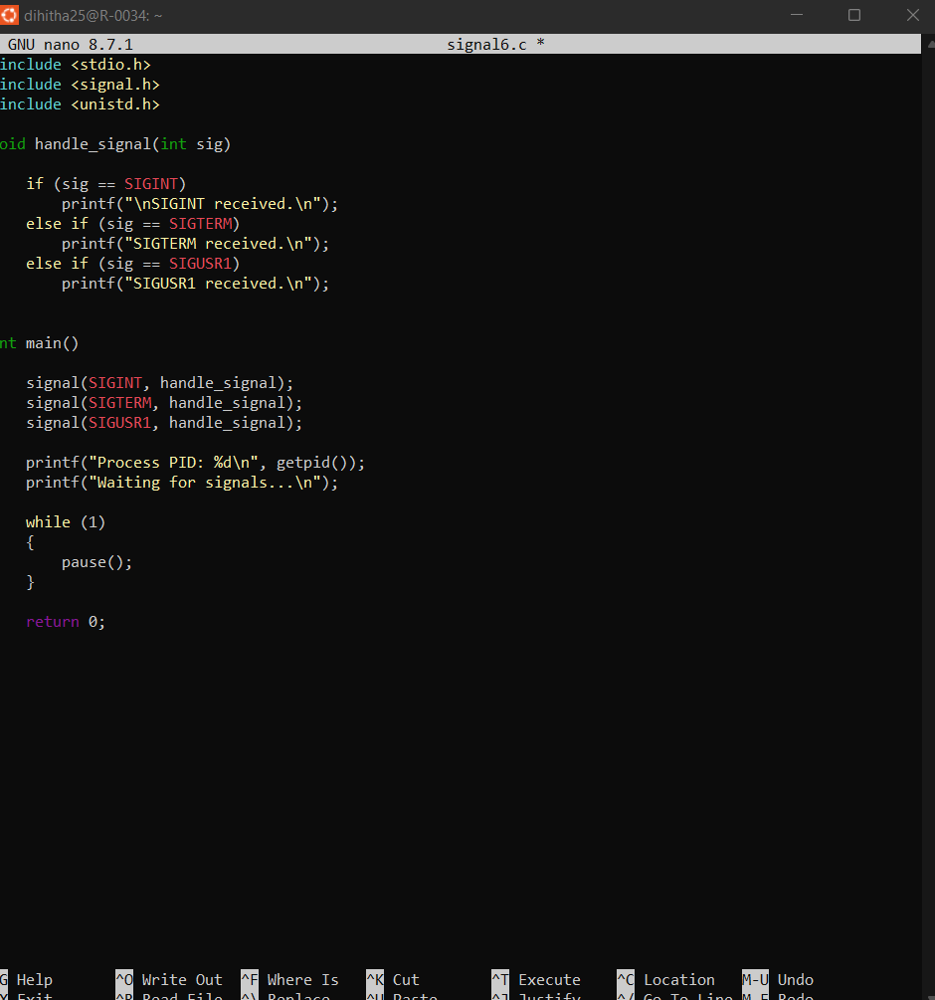 dihitha25@R-0034: ~
GNU nano 8.7.1 signal6.c *
include <stdio.h>
include <signal.h>
include <unistd.h>
oid handle_signal(int sig)
if (sig == SIGINT)
printf("\nSIGINT received.\n");
else if (sig == SIGTERM)
printf("SIGTERM received.\n");
else if (sig == SIGUSR1)
printf("SIGUSR1 received.\n");
nt main()
signal(SIGINT, handle_signal);
signal(SIGTERM, handle_signal);
signal(SIGUSR1, handle_signal);
printf("Process PID: %d\n", getpid());
printf("Waiting for signals...\n");
while (1)
{
pause();
}
return 0;
G Help ^O Write Out ^F Where Is ^K Cut ^T Execute ^C Location M-U Undo
X Exit ^R Read File ^\ Replace ^U Paste ^J Justify ^/ Go To Line M-E Redo